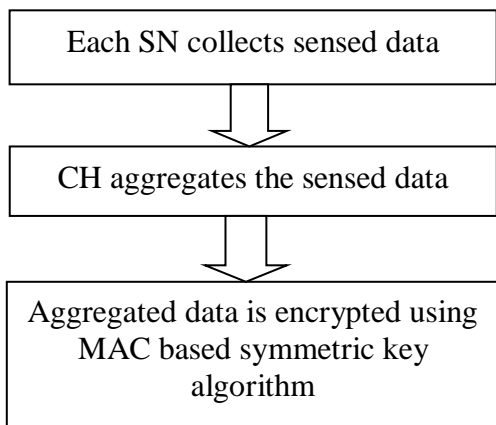 Each SN collects sensed data
CH aggregates the sensed data
Aggregated data is encrypted using
MAC based symmetric key
algorithm